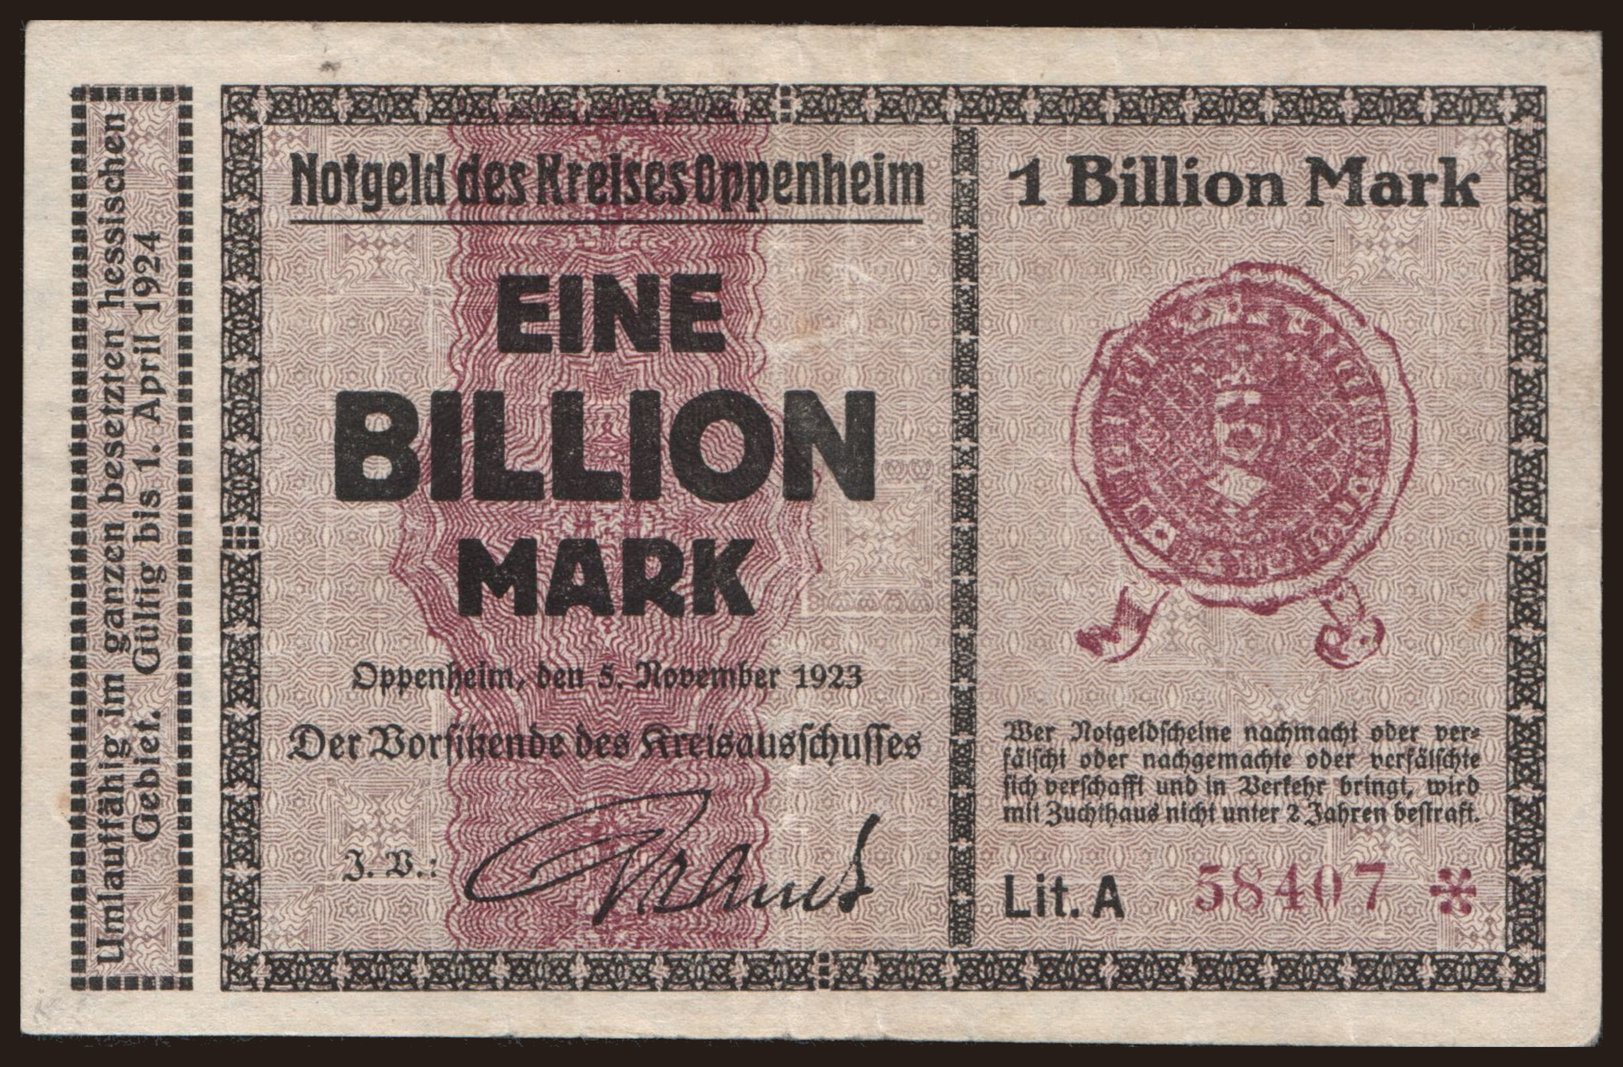 Umlauffähig im ganzen besetzten hessischen
Gebiet. Gültig bis 1. April 1924
Notgeld des Kreises Oppenheim
EINE
BILLION
MARK
Oppenheim, den 5. November 1923
Der Vorsitzende des Kreisausschusses
J. V.:
1 Billion Mark
Wer Notgeldscheine nachmacht oder ver-
fälscht oder nachgemachte oder verfälschte
sich verschafft und in Verkehr bringt, wird
mit Zuchthaus nicht unter 2 Jahren bestraft.
Lit. A 58407 ※